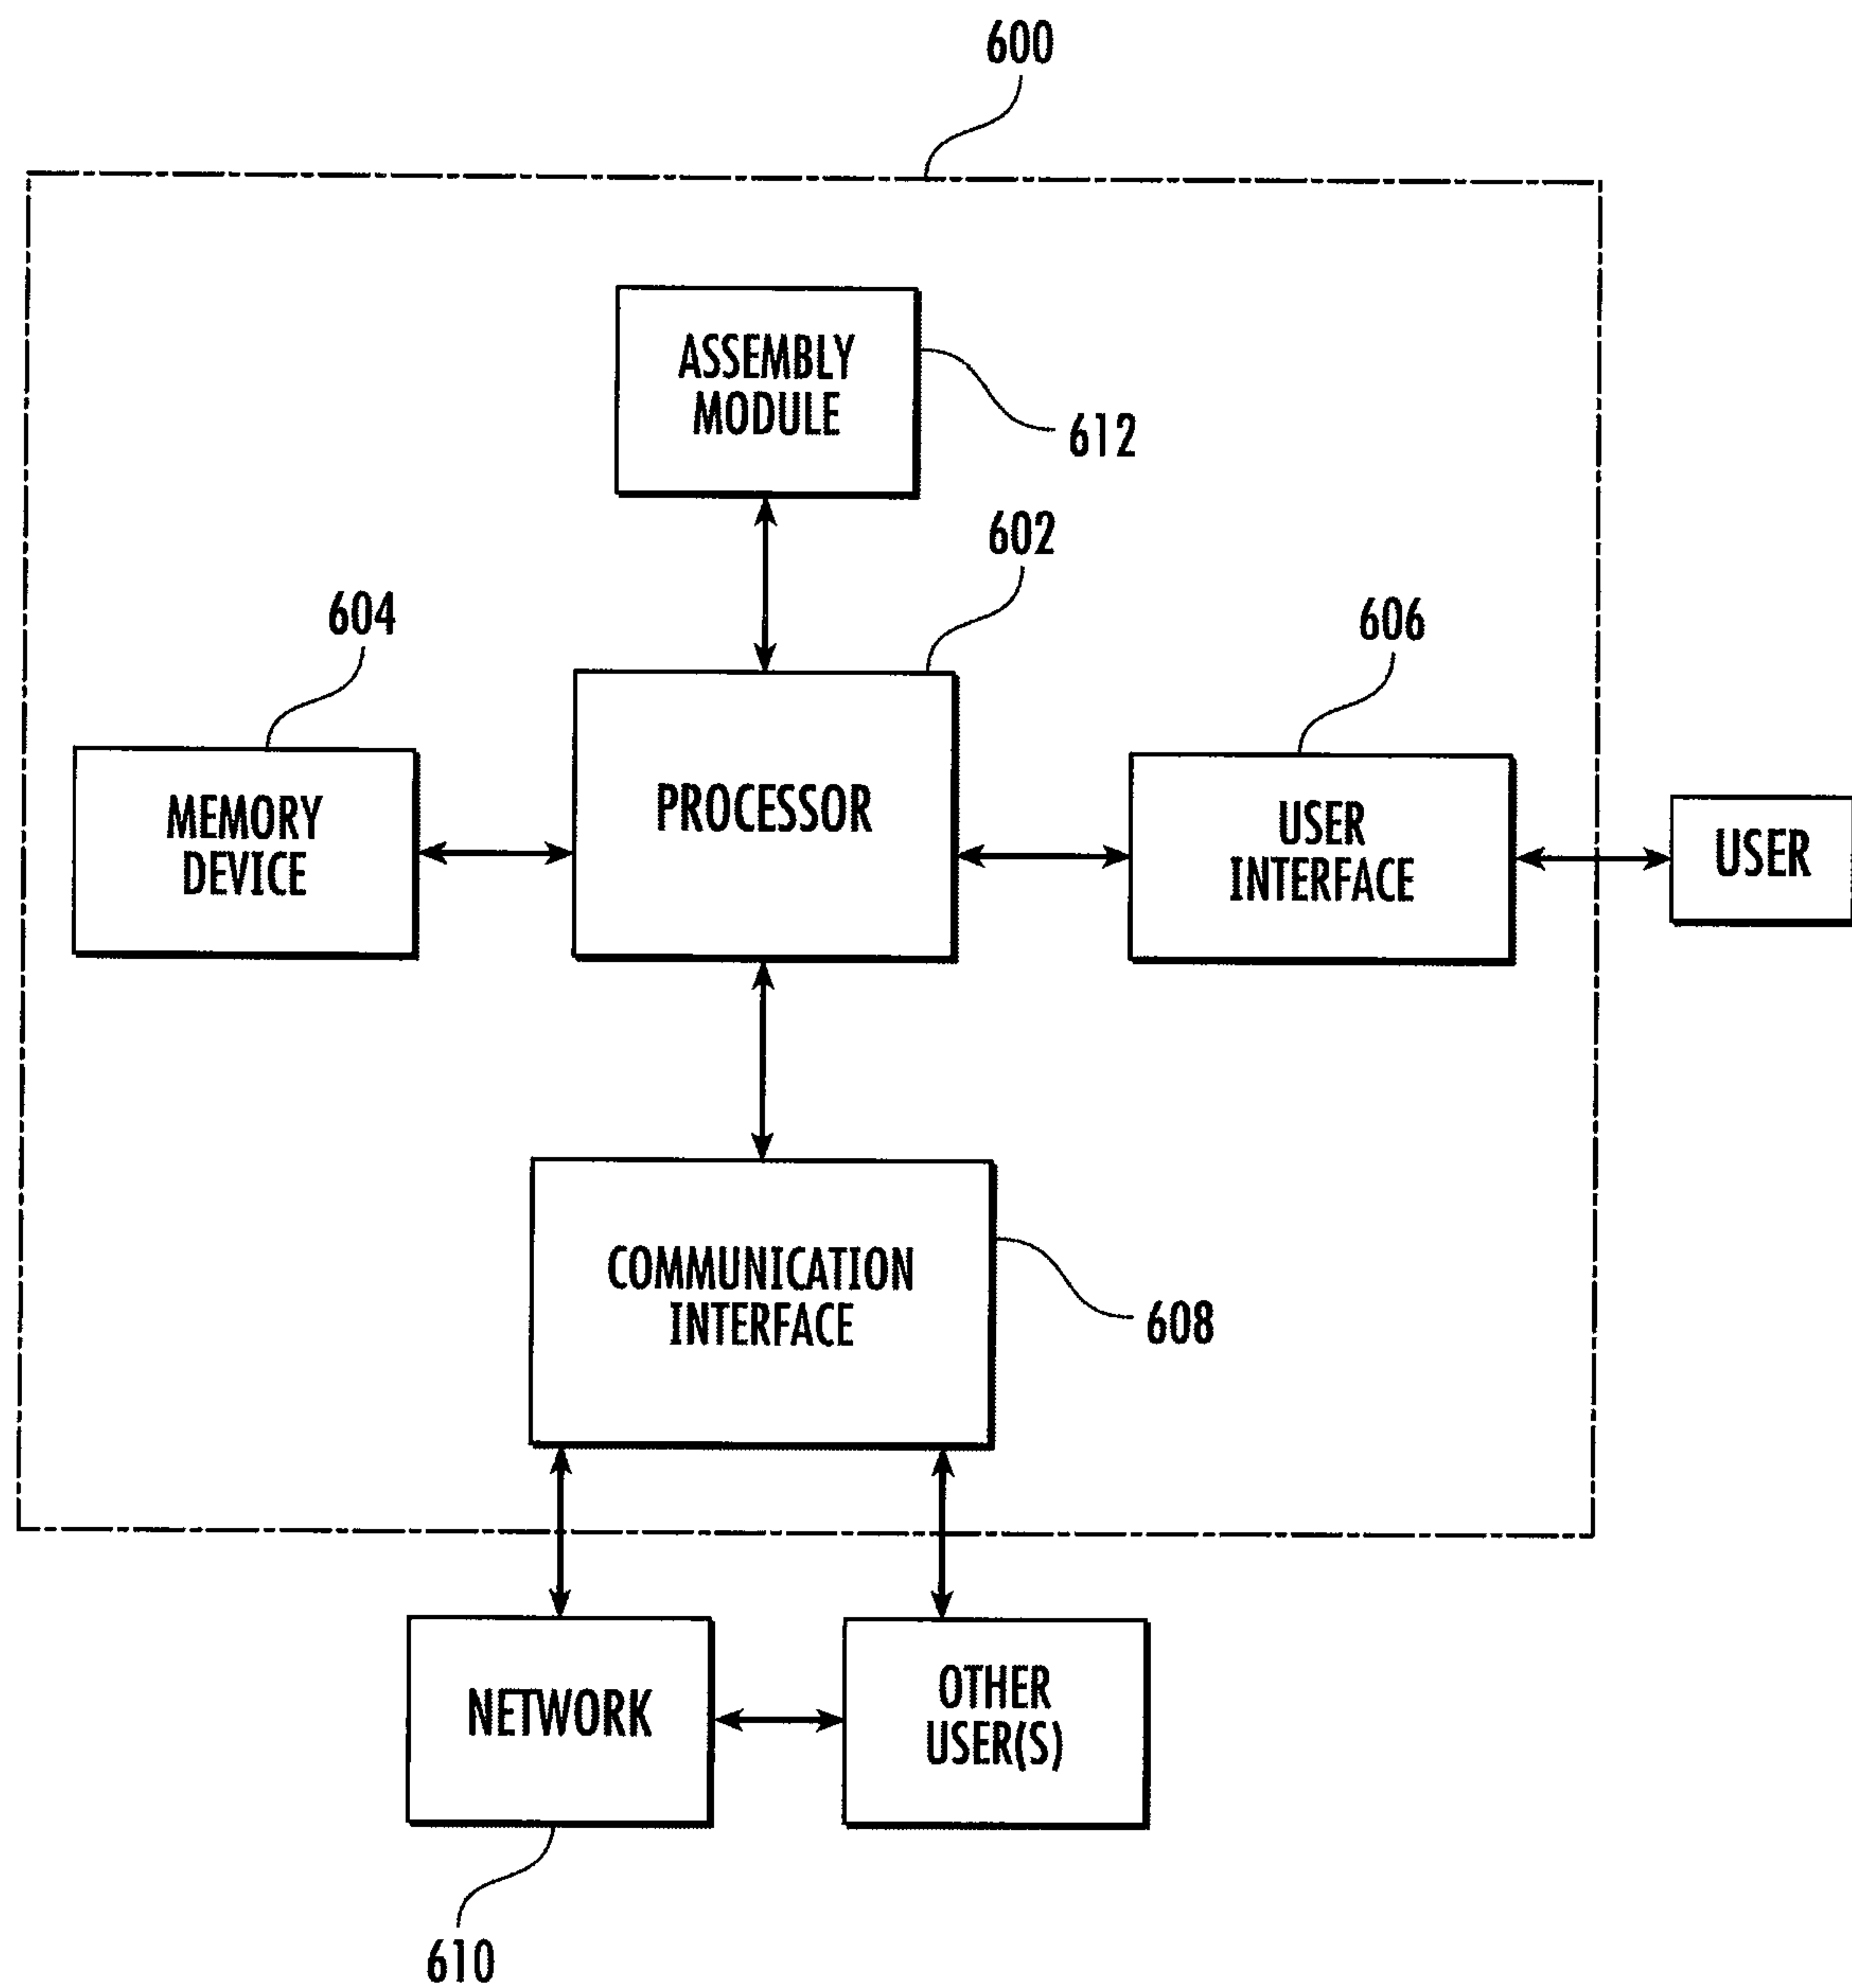 600
ASSEMBLY
MODULE
612
602
604
606
MEMORY
DEVICE
PROCESSOR
USER
INTERFACE
USER
COMMUNICATION
INTERFACE
608
NETWORK
OTHER
USER(S)
610